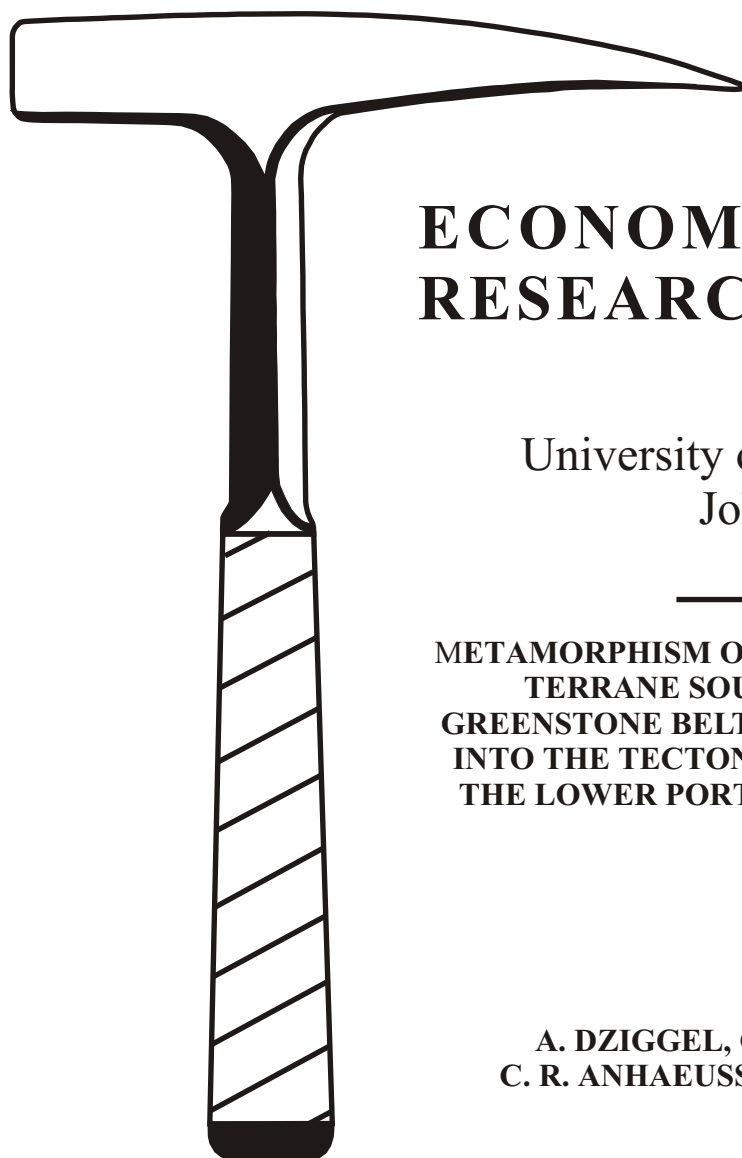 ECONOM
RESEARC
University o
Jo
METAMORPHISM O
TERRANE SOU
GREENSTONE BELT
INTO THE TECTON
THE LOWER PORT
A. DZIGGEL,
C. R. ANHAEUSS